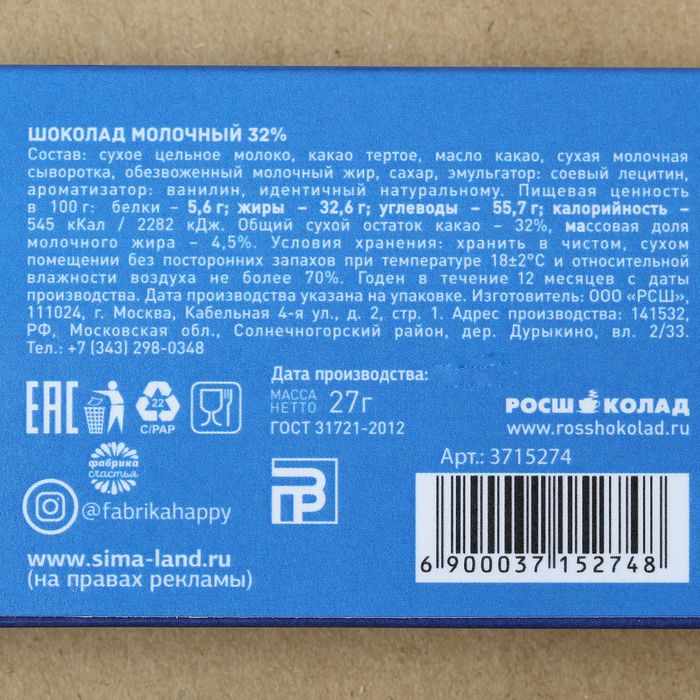 ШОКОЛАД МОЛОЧНЫЙ 32%
Состав: сухое цельное молоко, какао тертое, масло какао, сухая молочная
сыворотка, обезвоженный молочный жир, сахар, эмульгатор: соевый лецитин,
ароматизатор: ванилин, идентичный натуральному. Пищевая ценность
в 100 г: белки – 5,6 г; жиры – 32,6 г; углеводы – 55,7 г; калорийность –
545 кКал / 2282 кДж. Общий сухой остаток какао – 32%, массовая доля
молочного жира – 4,5%. Условия хранения: хранить в чистом, сухом
помещении без посторонних запахов при температуре 18±2°С и относительной
влажности воздуха не более 70%. Годен в течение 12 месяцев с даты
производства. Дата производства указана на упаковке. Изготовитель: ООО «РСШ»,
111024, г. Москва, Кабельная 4-я ул., д. 2, стр. 1. Адрес производства: 141532,
РФ, Московская обл., Солнечногорский район, дер. Дурыкино, вл. 2/33.
Тел.: +7 (343) 298-0348
Дата производства:
EAC
22
C/PAP
МАССА
НЕТТО 27г
ГОСТ 31721-2012
РОСШОКОЛАД
www.rosshokolad.ru
фабрика
счастья
@fabrikahappy
Арт.: 3715274
www.sima-land.ru
(на правах рекламы)
6 900037 152748